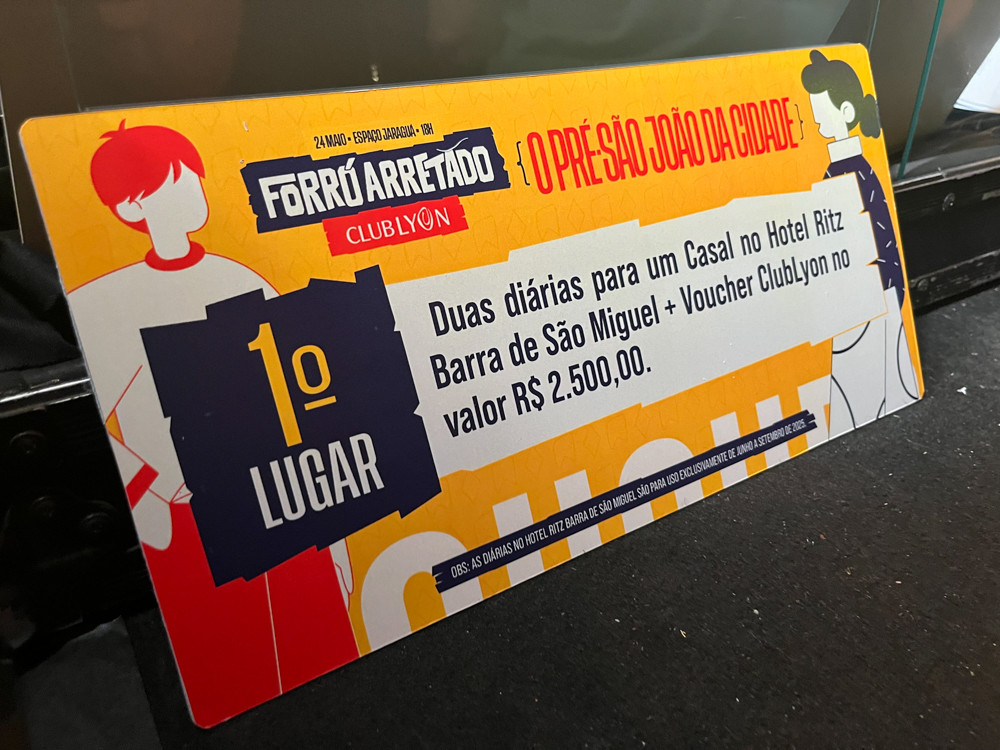 24 MAIO • ESPAÇO JARAGUA • 18H
FORRÓ ARRETADO
CLUBLYON
{O PRÉ-SÃO JOÃO DA CIDADE}
1º
LUGAR
Duas diárias para um Casal no Hotel Ritz
Barra de São Miguel + Voucher ClubLyon no
valor R$ 2.500,00.
OBS: AS DIÁRIAS NO HOTEL RITZ BARRA DE SÃO MIGUEL SÃO PARA USO EXCLUSIVAMENTE DE JUNHO A SETEMBRO DE 2025.